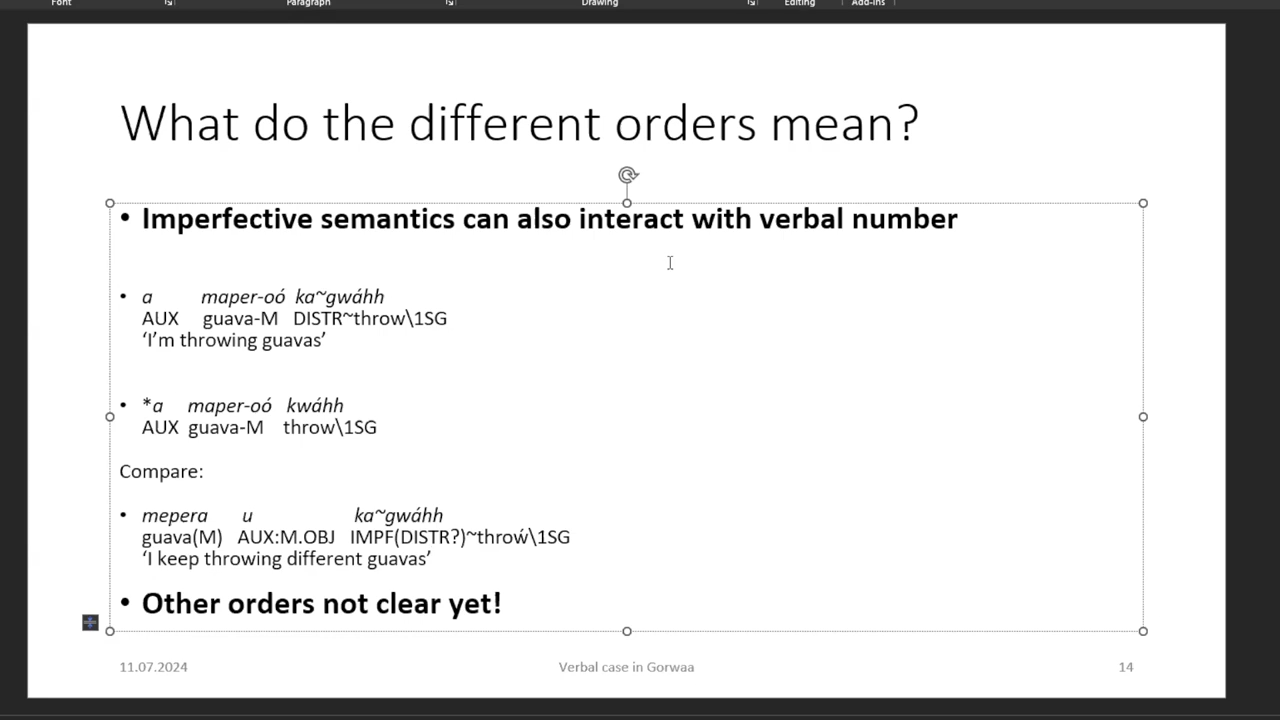 Font Paragraph Drawing Editing Add-ins
What do the different orders mean?
• Imperfective semantics can also interact with verbal number
• a maper-oó ka~gwáhh
AUX guava-M DISTR~throw\1SG
‘I’m throwing guavas’
• *a maper-oó kwáhh
AUX guava-M throw\1SG
Compare:
• mepera u ka~gwáhh
guava(M) AUX:M.OBJ IMPF(DISTR?)~throẃ\1SG
‘I keep throwing different guavas’
• Other orders not clear yet!
11.07.2024 Verbal case in Gorwaa 14